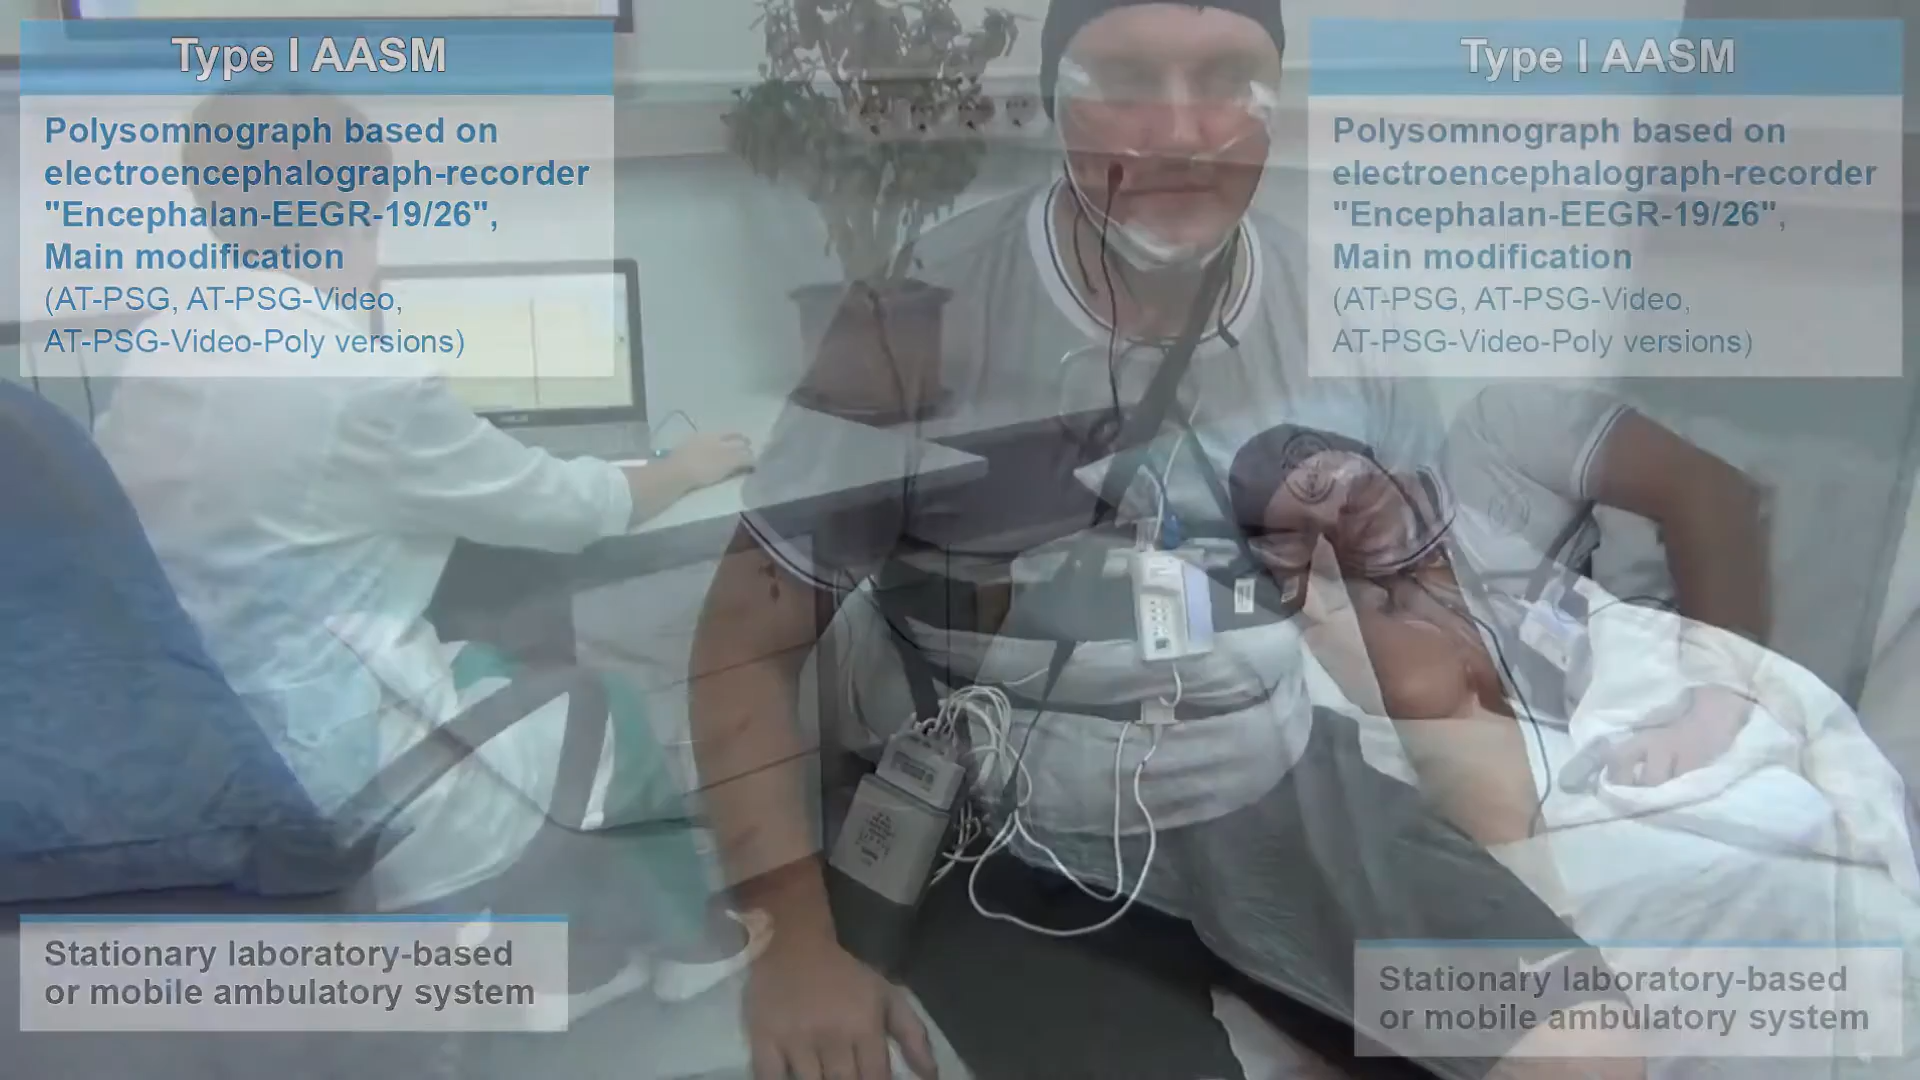 Type I AASM
Polysomnograph based on
electroencephalograph-recorder
"Encephalan-EEGR-19/26",
Main modification
(AT-PSG, AT-PSG-Video,
AT-PSG-Video-Poly versions)
Stationary laboratory-based
or mobile ambulatory system
Type I AASM
Polysomnograph based on
electroencephalograph-recorder
"Encephalan-EEGR-19/26",
Main modification
(AT-PSG, AT-PSG-Video,
AT-PSG-Video-Poly versions)
Stationary laboratory-based
or mobile ambulatory system